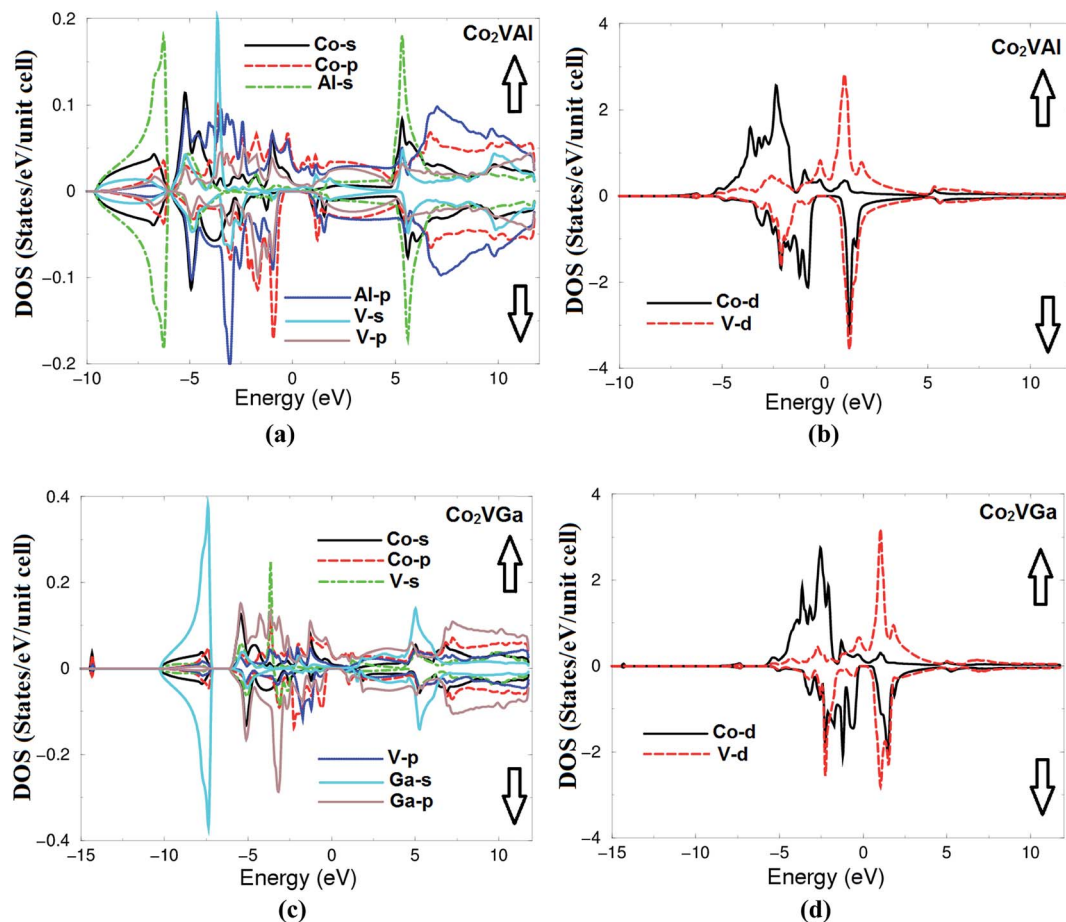 DOS (States/eV/unit cell)
0.2
0.1
0
−0.1
0.2
Co-s
Co-p
Al-s
Co₂VAl
Al-p
V-s
V-p
−10 −5 0 5 10
Energy (eV)
(a)
DOS (States/eV/unit cell)
4
2
0
−2
−4
Co₂VAl
Co-d
V-d
−10 −5 0 5 10
Energy (eV)
(b)
DOS (States/eV/unit cell)
0.4
0.2
0
−0.2
0.4
Co-s
Co-p
V-s
Co₂VGa
V-p
Ga-s
Ga-p
−15 −10 −5 0 5 10
Energy (eV)
(c)
DOS (States/eV/unit cell)
4
2
0
−2
−4
Co₂VGa
Co-d
V-d
−15 −10 −5 0 5 10
Energy (eV)
(d)